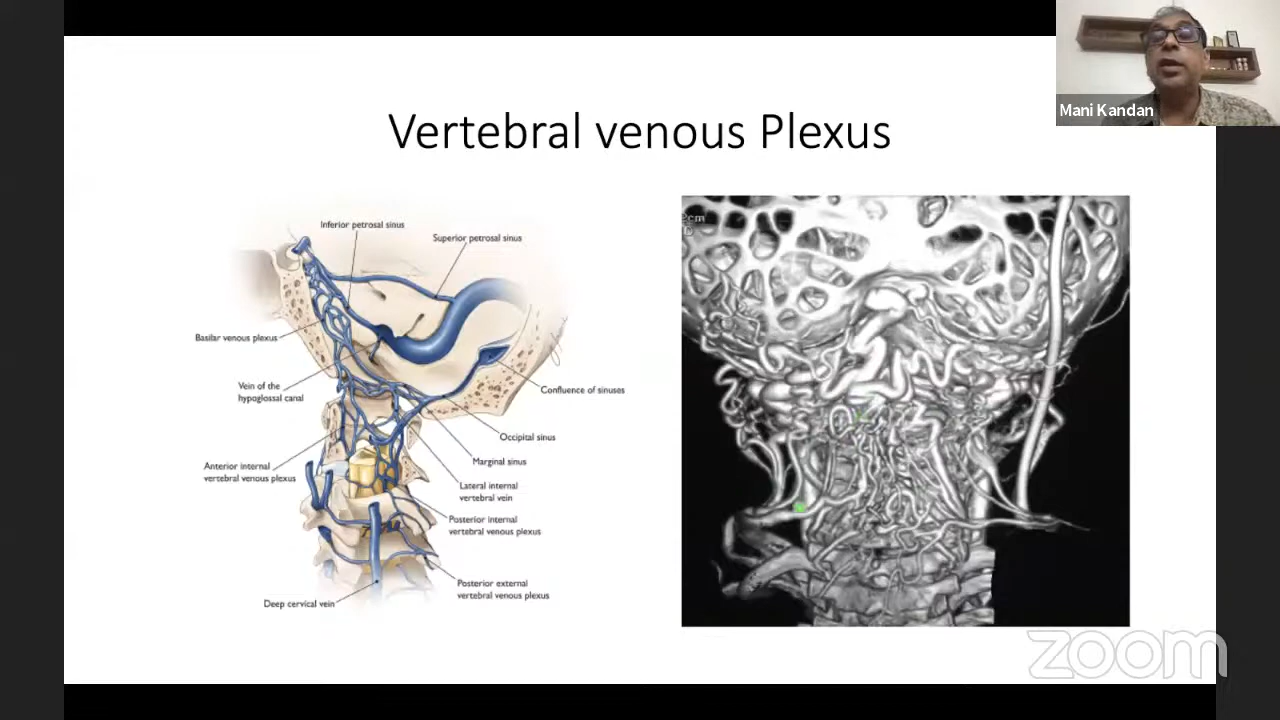 Mani Kandan
Vertebral venous Plexus
Inferior petrosal sinus
Superior petrosal sinus
Basilar venous plexus
Vein of the
hypoglossal canal
Confluence of sinuses
Occipital sinus
Marginal sinus
Anterior internal
vertebral venous plexus
Lateral internal
vertebral vein
Posterior internal
vertebral venous plexus
Posterior external
vertebral venous plexus
Deep cervical vein
2cm
zoom